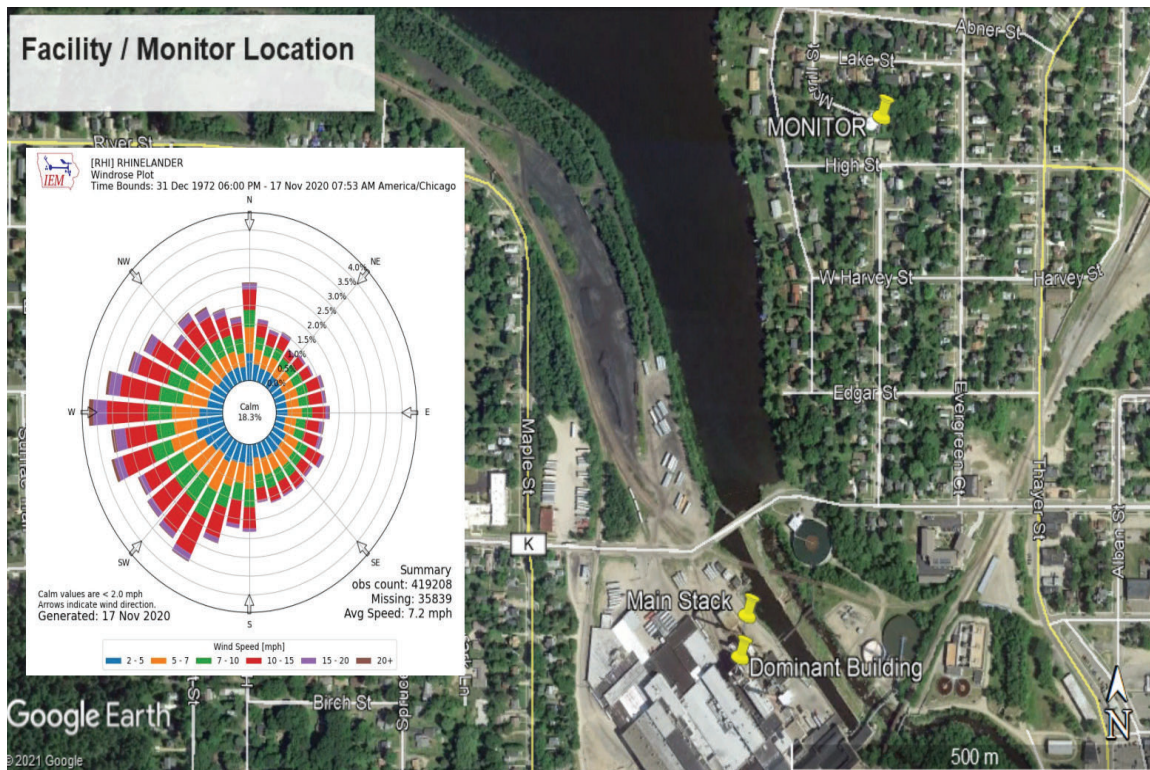 Facility / Monitor Location
Abner St
Lake St
Merrill St
MONITOR
River St
High St
IEM
[RHI] RHINELANDER
Windrose Plot
Time Bounds: 31 Dec 1972 06:00 PM - 17 Nov 2020 07:53 AM America/Chicago
N
NW
NE
4.0%
3.5%
3.0%
2.5%
2.0%
1.5%
1.0%
0.5%
0.0%
W
Calm
18.3%
E
SW
SE
S
Calm values are < 2.0 mph
Arrows indicate wind direction.
Generated: 17 Nov 2020
Summary
obs count: 419208
Missing: 35839
Avg Speed: 7.2 mph
Wind Speed [mph]
2 - 5
5 - 7
7 - 10
10 - 15
15 - 20
20+
W Harvey St
Harvey St
Edgar St
Evergreen Ct
Maple St
Thayer St
Alban St
K
Main Stack
Dominant Building
Birch St
Google Earth
© 2021 Google
N
500 m